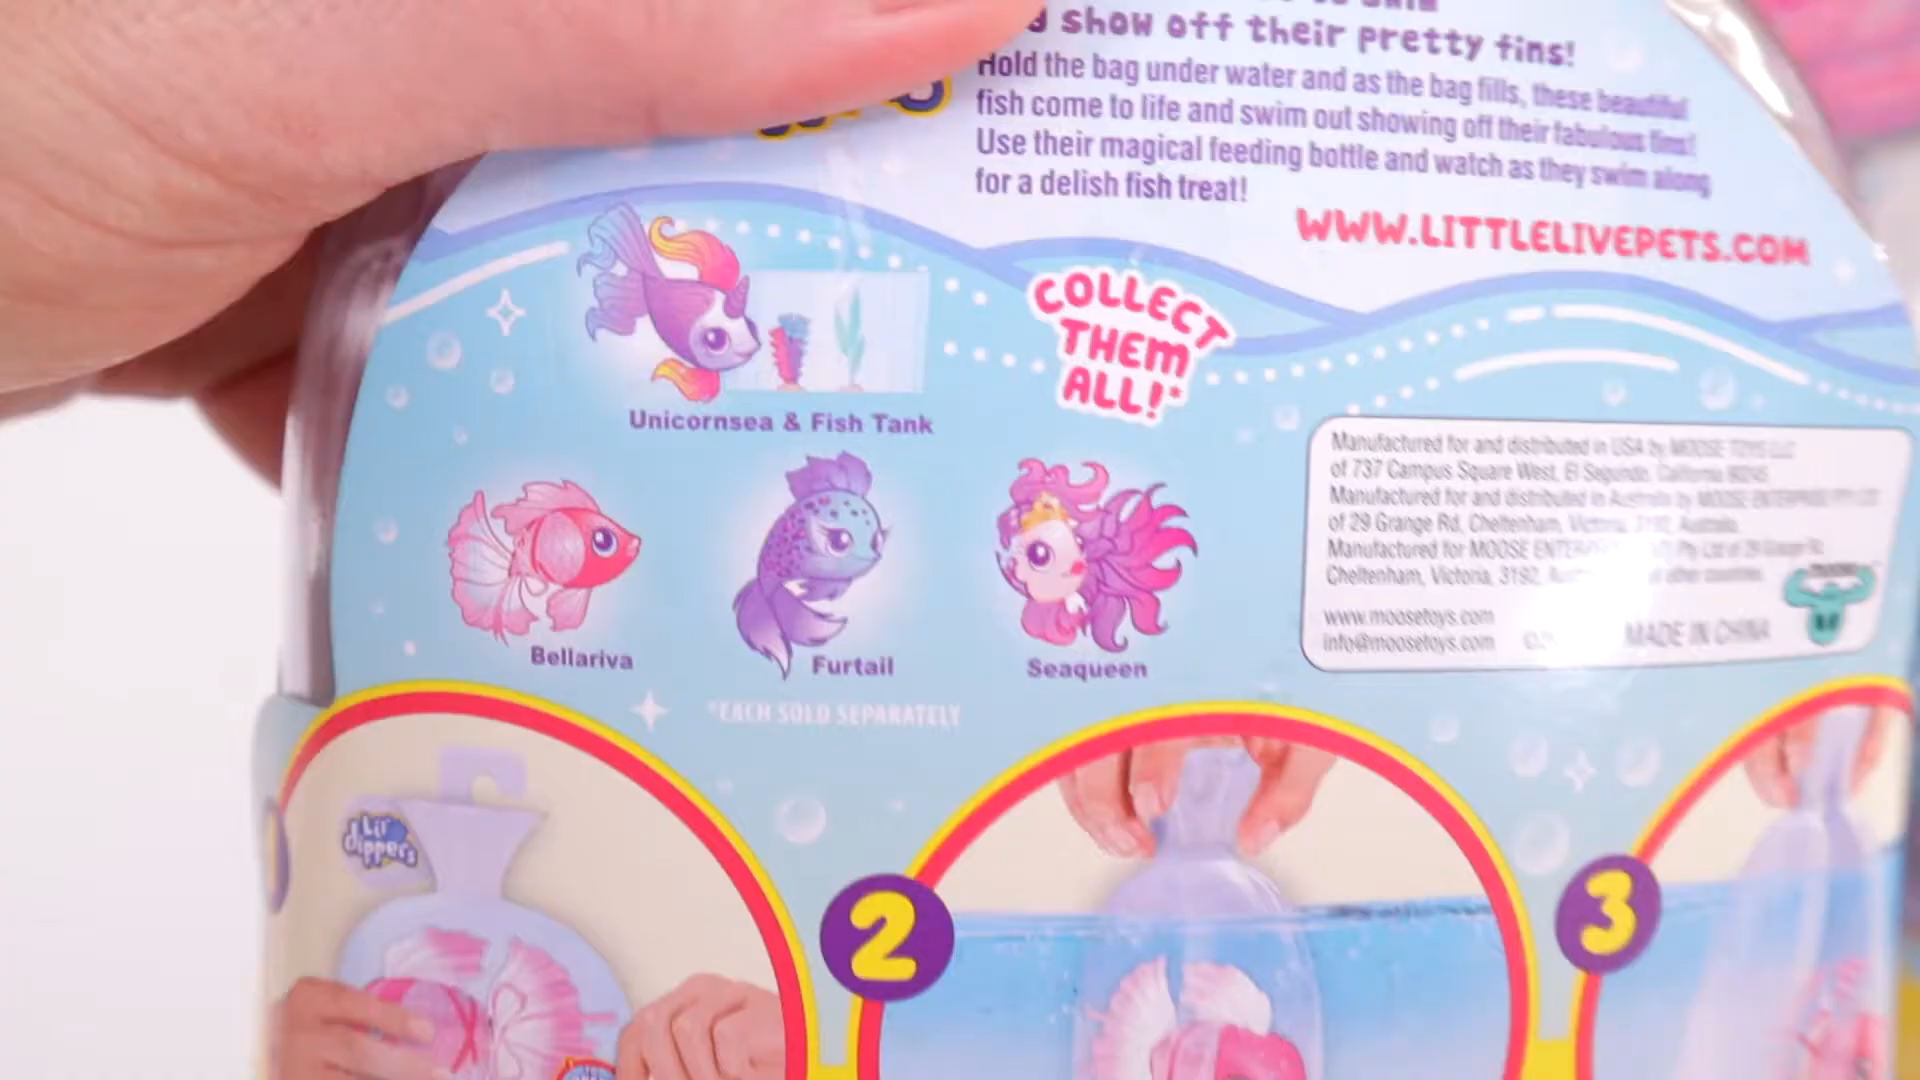 show off their pretty fins!
Hold the bag under water and as the bag fills, these beautiful
fish come to life and swim out showing off their fabulous fins!
Use their magical feeding bottle and watch as they swim along
for a delish fish treat!
WWW.LITTLELIVEPETS.COM
COLLECT
THEM
ALL!*
Unicornsea & Fish Tank
Bellariva
Furtail
Seaqueen
*EACH SOLD SEPARATELY
Manufactured for and distributed in USA by MOOSE TOYS LLC
of 737 Campus Square West, El Segundo, California 90245
Manufactured for and distributed in Australia by MOOSE ENTERPRISE
of 29 Grange Rd, Cheltenham, Victoria, 3192, Australia
Manufactured for MOOSE
Cheltenham, Victoria, 3192, other countries.
www.moosetoys.com
info@moosetoys.com
MADE IN CHINA
Lil'
dippers
2
3